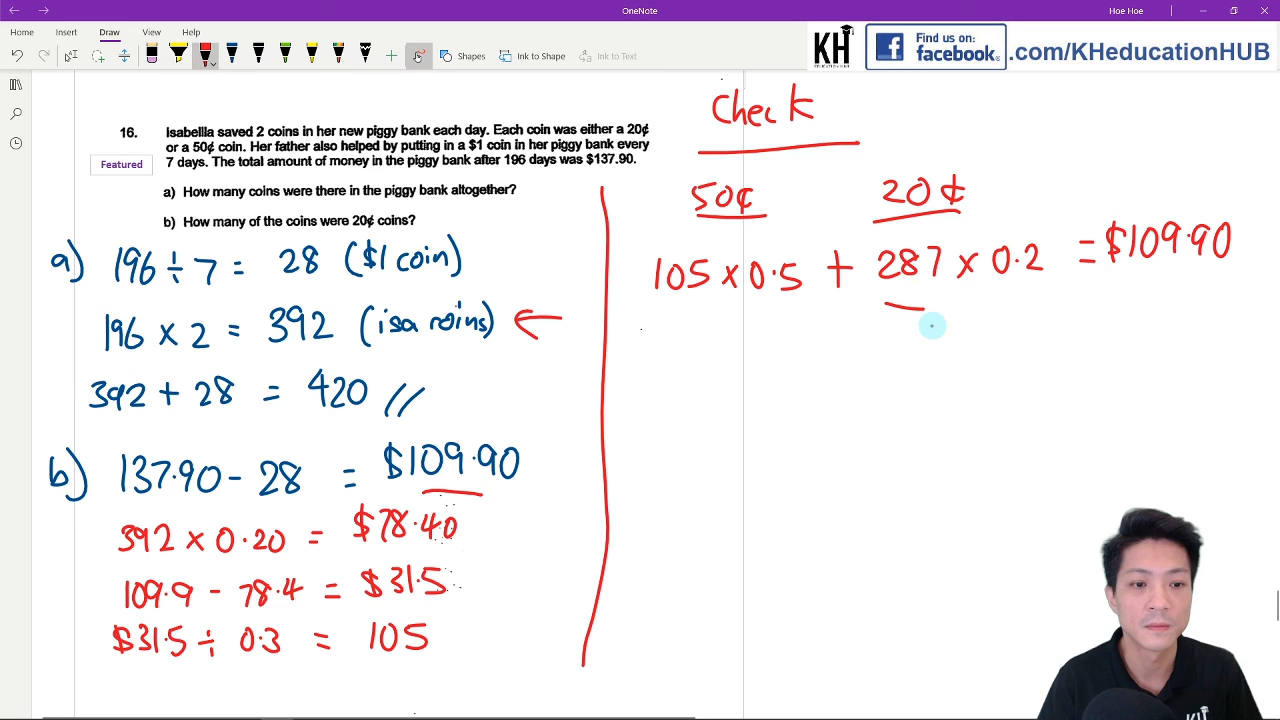 OneNote
Hoe Hoe
Home Insert Draw View Help
Shapes Ink to Shape Ink to Text
KH
EDUCATION HUB
Find us on:
facebook
.com/KHeducationHUB
Featured
16. Isabellla saved 2 coins in her new piggy bank each day. Each coin was either a 20¢
or a 50¢ coin. Her father also helped by putting in a $1 coin in her piggy bank every
7 days. The total amount of money in the piggy bank after 196 days was $137.90.
a) How many coins were there in the piggy bank altogether?
b) How many of the coins were 20¢ coins?
a) 196 ÷ 7 = 28 ($1 coin)
196 × 2 = 392 (isa coins) ←
392 + 28 = 420 //
b) 137.90 - 28 = $109.90
392 × 0.20 = $78.40
109.9 - 78.4 = $31.5
$31.5 ÷ 0.3 = 105
Check
50¢ 20¢
105 × 0.5 + 287 × 0.2 = $109.90
KH